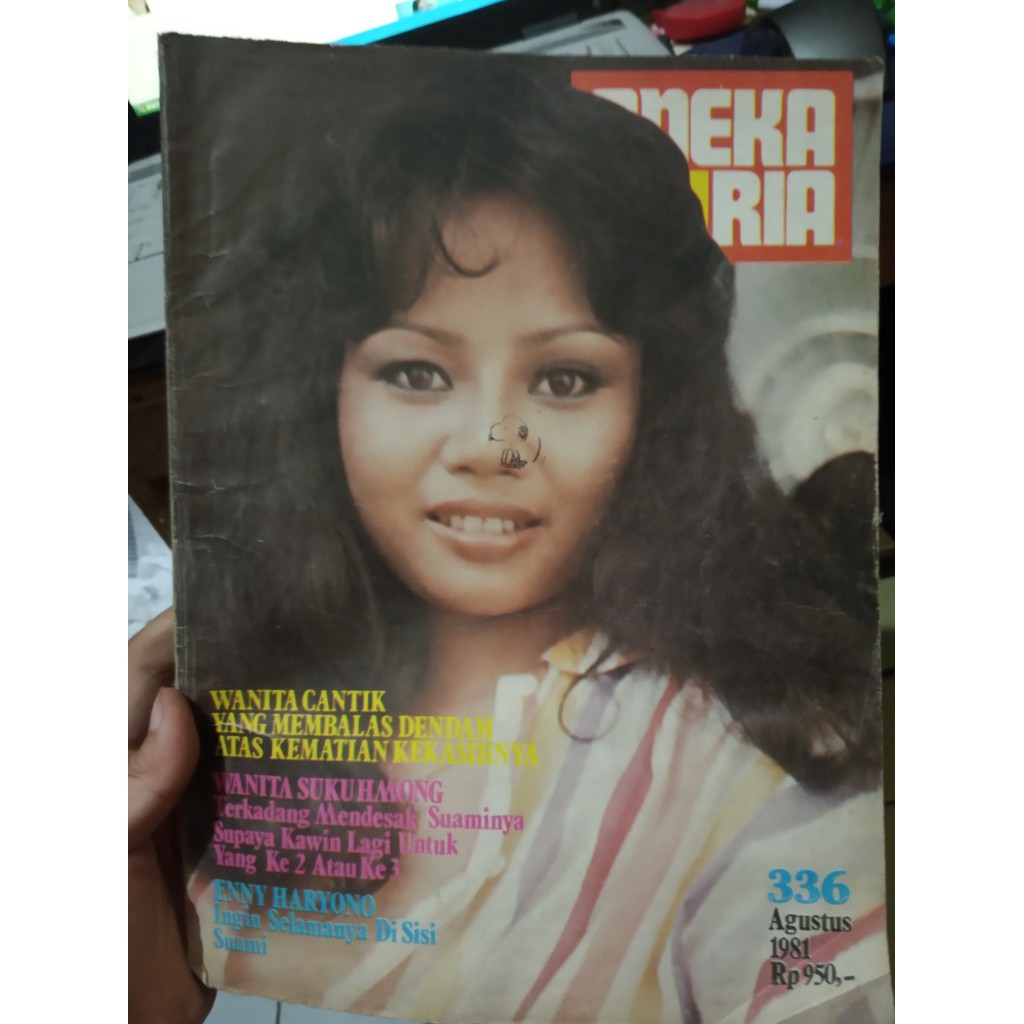 ANEKA
RIA
WANITA CANTIK
YANG MEMBALAS DENDAM
ATAS KEMATIAN KEKASIHNYA
WANITA SUKU HMONG
Terkadang Mendesak Suaminya
Supaya Kawin Lagi Untuk
Yang Ke 2 Atau Ke 3
ENNY HARYONO
Ingin Selamanya Di Sisi
Suami
336
Agustus
1981
Rp 950,-